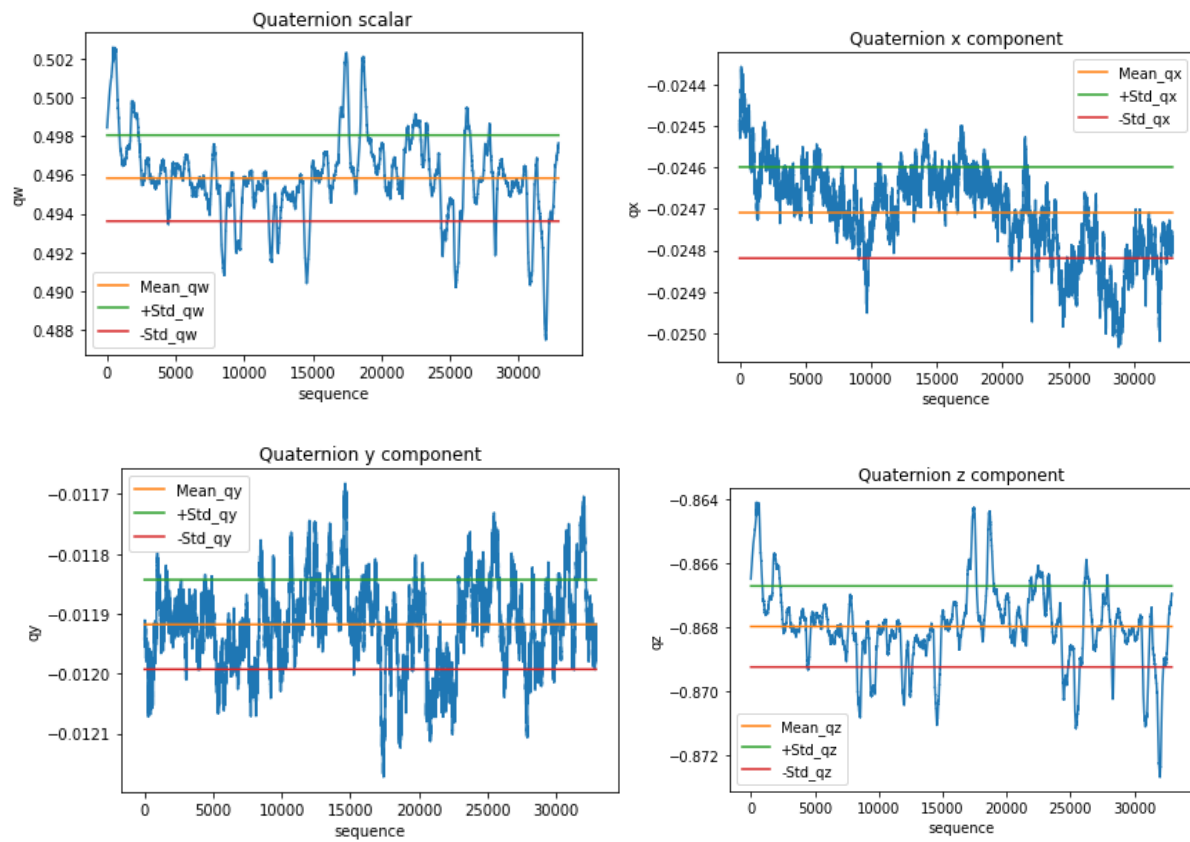 Quaternion scalar
qw
0.502
0.500
0.498
0.496
0.494
0.492
0.490
0.488
Mean_qw
+Std_qw
-Std_qw
0 5000 10000 15000 20000 25000 30000
sequence
Quaternion x component
qx
−0.0244
−0.0245
−0.0246
−0.0247
−0.0248
−0.0249
−0.0250
Mean_qx
+Std_qx
-Std_qx
0 5000 10000 15000 20000 25000 30000
sequence
Quaternion y component
qy
−0.0117
−0.0118
−0.0119
−0.0120
−0.0121
Mean_qy
+Std_qy
-Std_qy
0 5000 10000 15000 20000 25000 30000
sequence
Quaternion z component
qz
−0.864
−0.866
−0.868
−0.870
−0.872
Mean_qz
+Std_qz
-Std_qz
0 5000 10000 15000 20000 25000 30000
sequence